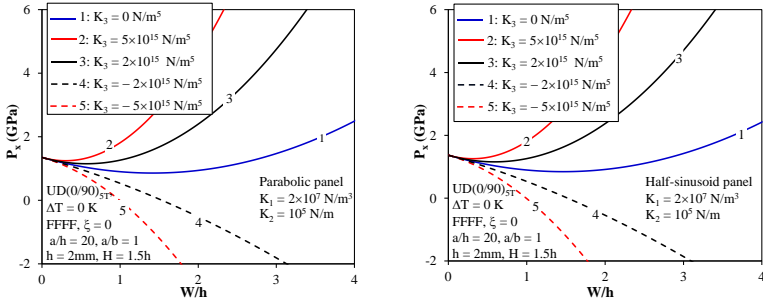 6
4
2
0
-2
0
1
2
3
4
P_x (GPa)
W/h
1: K₃ = 0 N/m⁵
2: K₃ = 5×10¹⁵ N/m⁵
3: K₃ = 2×10¹⁵ N/m⁵
4: K₃ = − 2×10¹⁵ N/m⁵
5: K₃ = − 5×10¹⁵ N/m⁵
2
3
1
5
4
UD(0/90)₅T
ΔT = 0 K
FFFF, ξ = 0
a/h = 20, a/b = 1
h = 2mm, H = 1.5h
Parabolic panel
K₁ = 2×10⁷ N/m³
K₂ = 10⁵ N/m
6
4
2
0
-2
0
1
2
3
4
P_x (GPa)
W/h
1: K₃ = 0 N/m⁵
2: K₃ = 5×10¹⁵ N/m⁵
3: K₃ = 2×10¹⁵ N/m⁵
4: K₃ = − 2×10¹⁵ N/m⁵
5: K₃ = − 5×10¹⁵ N/m⁵
2
3
1
5
4
UD(0/90)₅T
ΔT = 0 K
FFFF, ξ = 0
a/h = 20, a/b = 1
h = 2mm, H = 1.5h
Half-sinusoid panel
K₁ = 2×10⁷ N/m³
K₂ = 10⁵ N/m